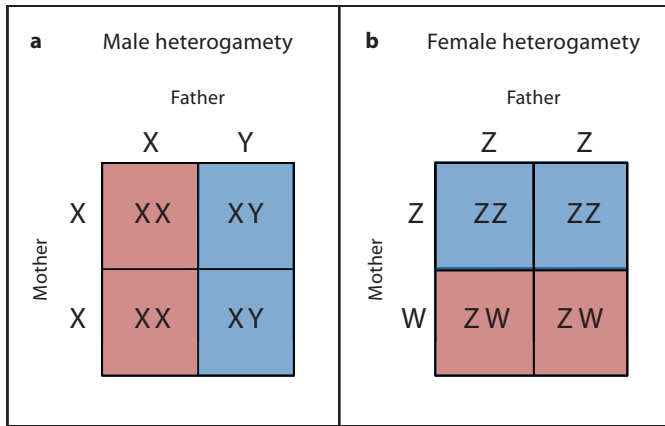 a Male heterogamety
Father
X Y
Mother
X XX XY
X XX XY
b Female heterogamety
Father
Z Z
Mother
Z ZZ ZZ
W ZW ZW